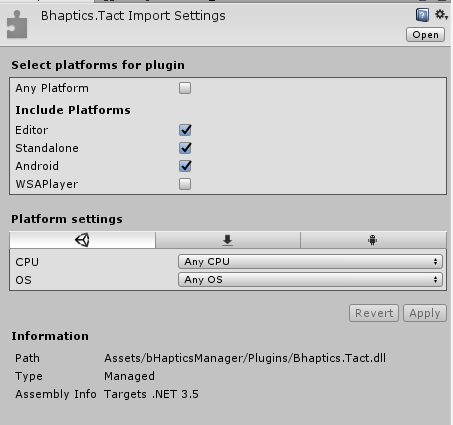 Bhaptics.Tact Import Settings
Open
Select platforms for plugin
Any Platform
Include Platforms
Editor
Standalone
Android
WSAPlayer
Platform settings
CPU Any CPU
OS Any OS
Revert Apply
Information
Path Assets/bHapticsManager/Plugins/Bhaptics.Tact.dll
Type Managed
Assembly Info Targets .NET 3.5